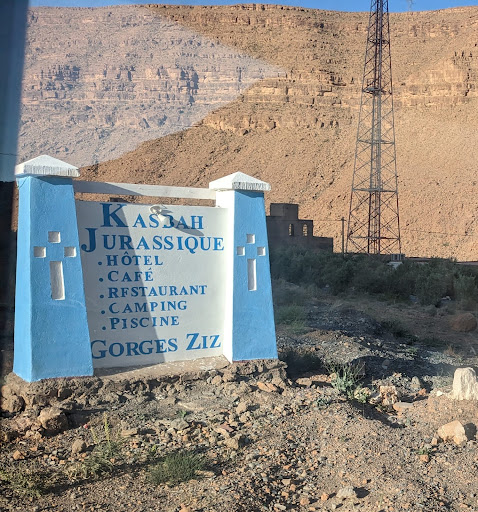 KASBAH
JURASSIQUE
. HÔTEL
. CAFÉ
. RESTAURANT
. CAMPING
. PISCINE
GORGES ZIZ